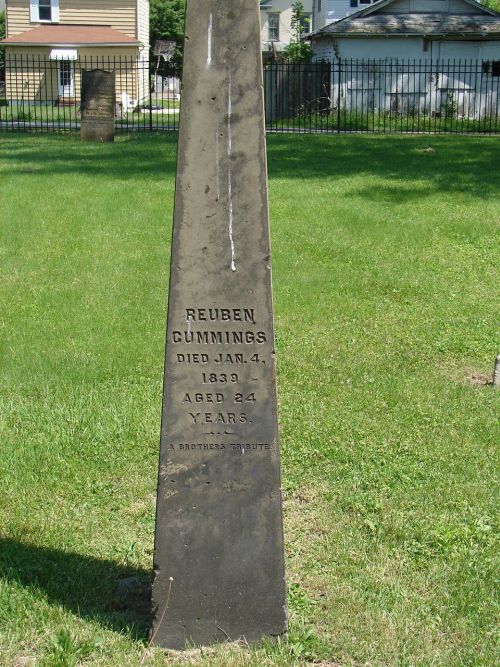 REUBEN
CUMMINGS
DIED JAN. 4,
1839
AGED 24
YEARS.
A BROTHERS TRIBUTE.